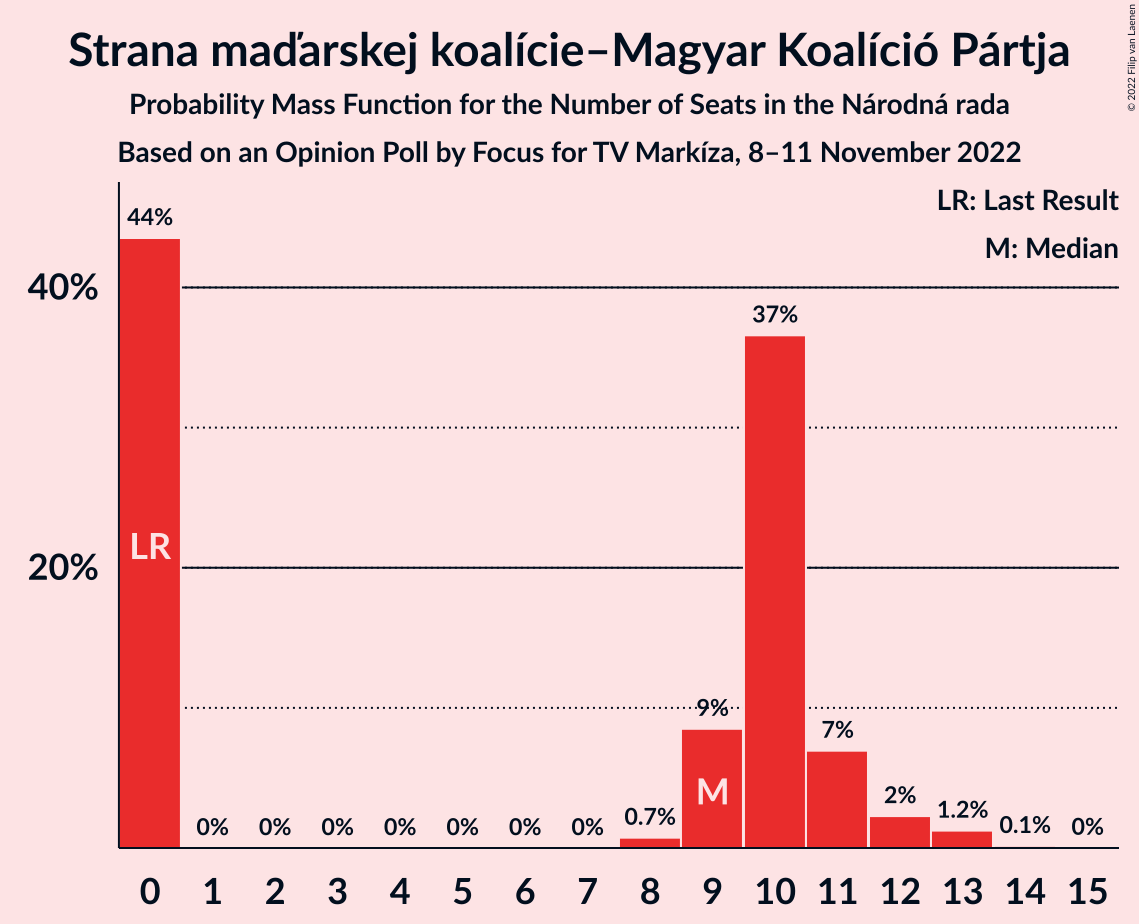 Strana maďarskej koalície–Magyar Koalíció Pártja
Probability Mass Function for the Number of Seats in the Národná rada
Based on an Opinion Poll by Focus for TV Markíza, 8–11 November 2022
© 2022 Filip van Laenen
LR: Last Result
M: Median
44%
40%
37%
LR
20%
9%
7%
M
2%
1.2%
0.7%
0.1%
0% 0% 0% 0% 0% 0% 0% 0%
0 1 2 3 4 5 6 7 8 9 10 11 12 13 14 15